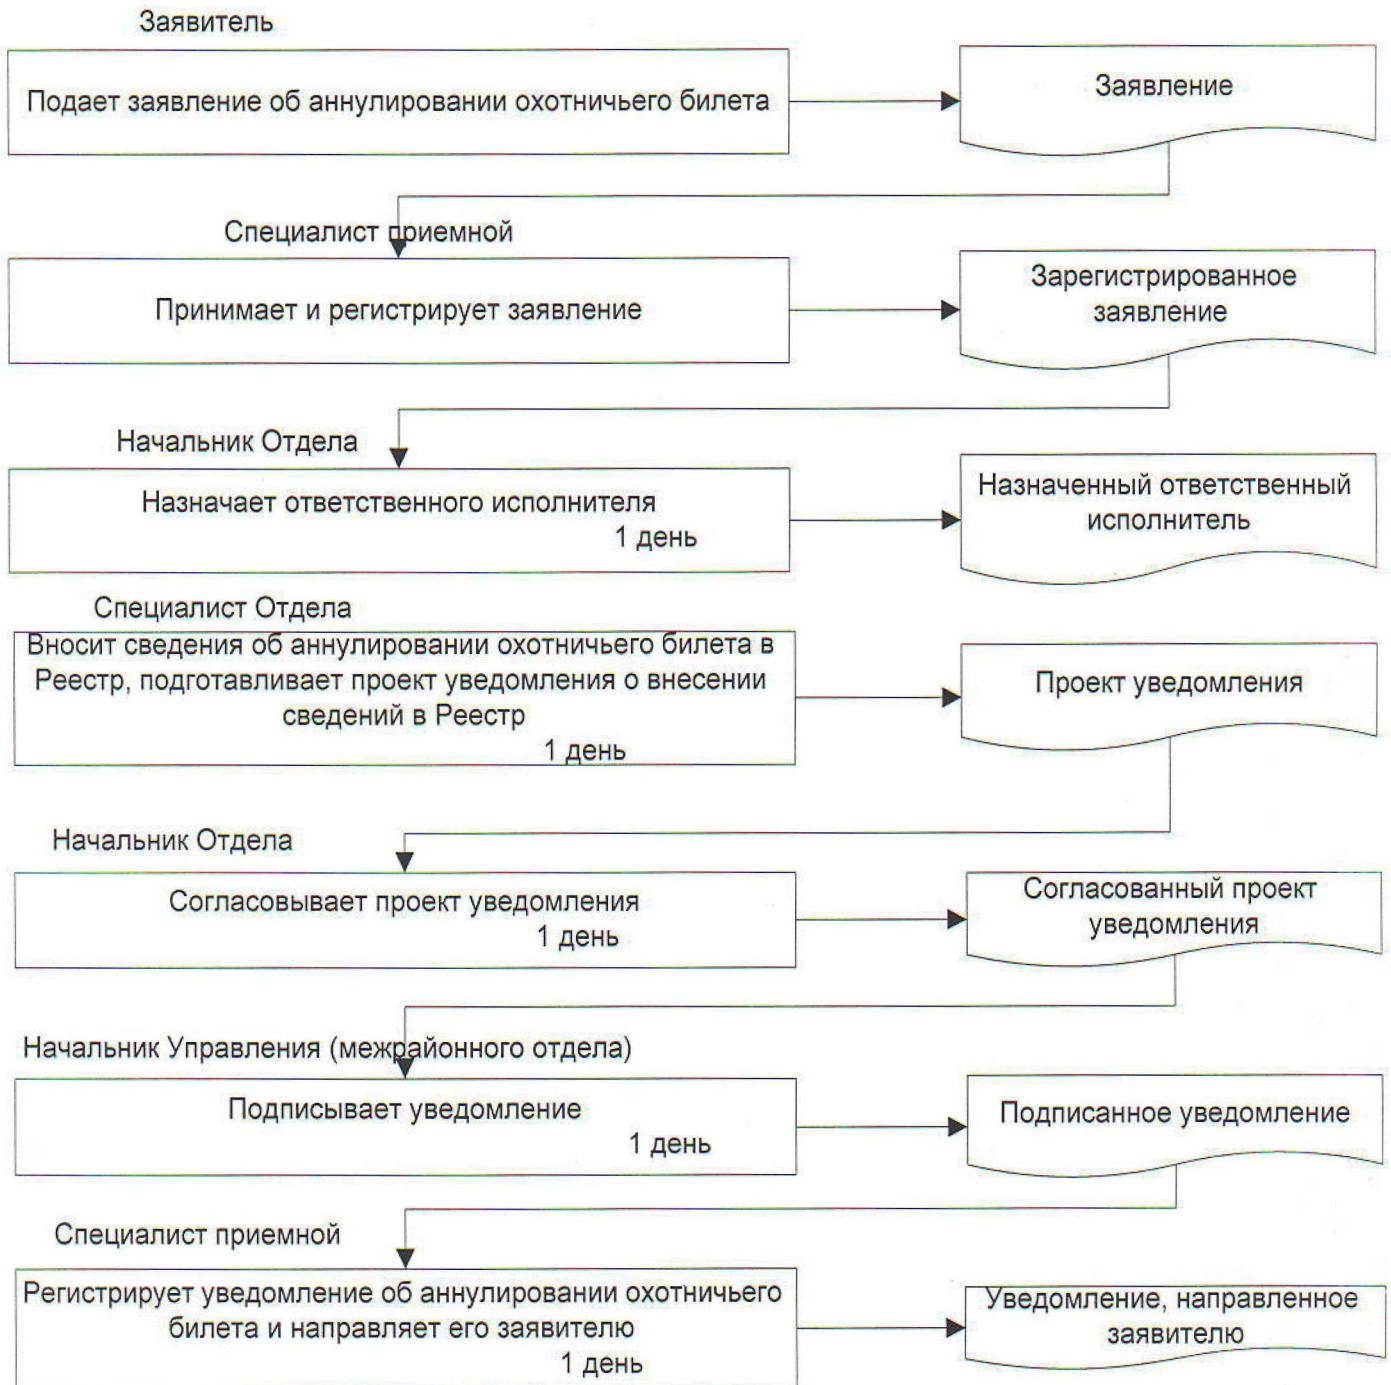 Заявитель
Подает заявление об аннулировании охотничьего билета
Заявление
Специалист приемной
Принимает и регистрирует заявление
Зарегистрированное
заявление
Начальник Отдела
Назначает ответственного исполнителя
1 день
Назначенный ответственный
исполнитель
Специалист Отдела
Вносит сведения об аннулировании охотничьего билета в
Реестр, подготавливает проект уведомления о внесении
сведений в Реестр
1 день
Проект уведомления
Начальник Отдела
Согласовывает проект уведомления
1 день
Согласованный проект
уведомления
Начальник Управления (межрайонного отдела)
Подписывает уведомление
1 день
Подписанное уведомление
Специалист приемной
Регистрирует уведомление об аннулировании охотничьего
билета и направляет его заявителю
1 день
Уведомление, направленное
заявителю